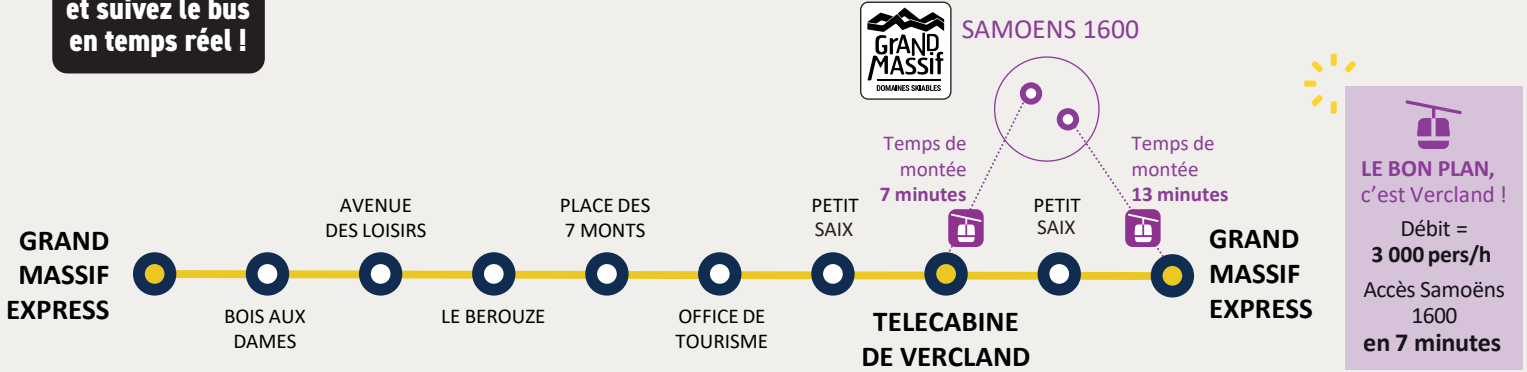 et suivez le bus
en temps réel !
GRAND
MASSIF
DOMAINES SKIABLES
SAMOENS 1600
Temps de
montée
7 minutes
Temps de
montée
13 minutes
GRAND
MASSIF
EXPRESS
BOIS AUX
DAMES
AVENUE
DES LOISIRS
LE BEROUZE
PLACE DES
7 MONTS
OFFICE DE
TOURISME
PETIT
SAIX
TELECABINE
DE VERCLAND
PETIT
SAIX
GRAND
MASSIF
EXPRESS
LE BON PLAN,
c’est Vercland !
Débit =
3 000 pers/h
Accès Samoëns
1600
en 7 minutes